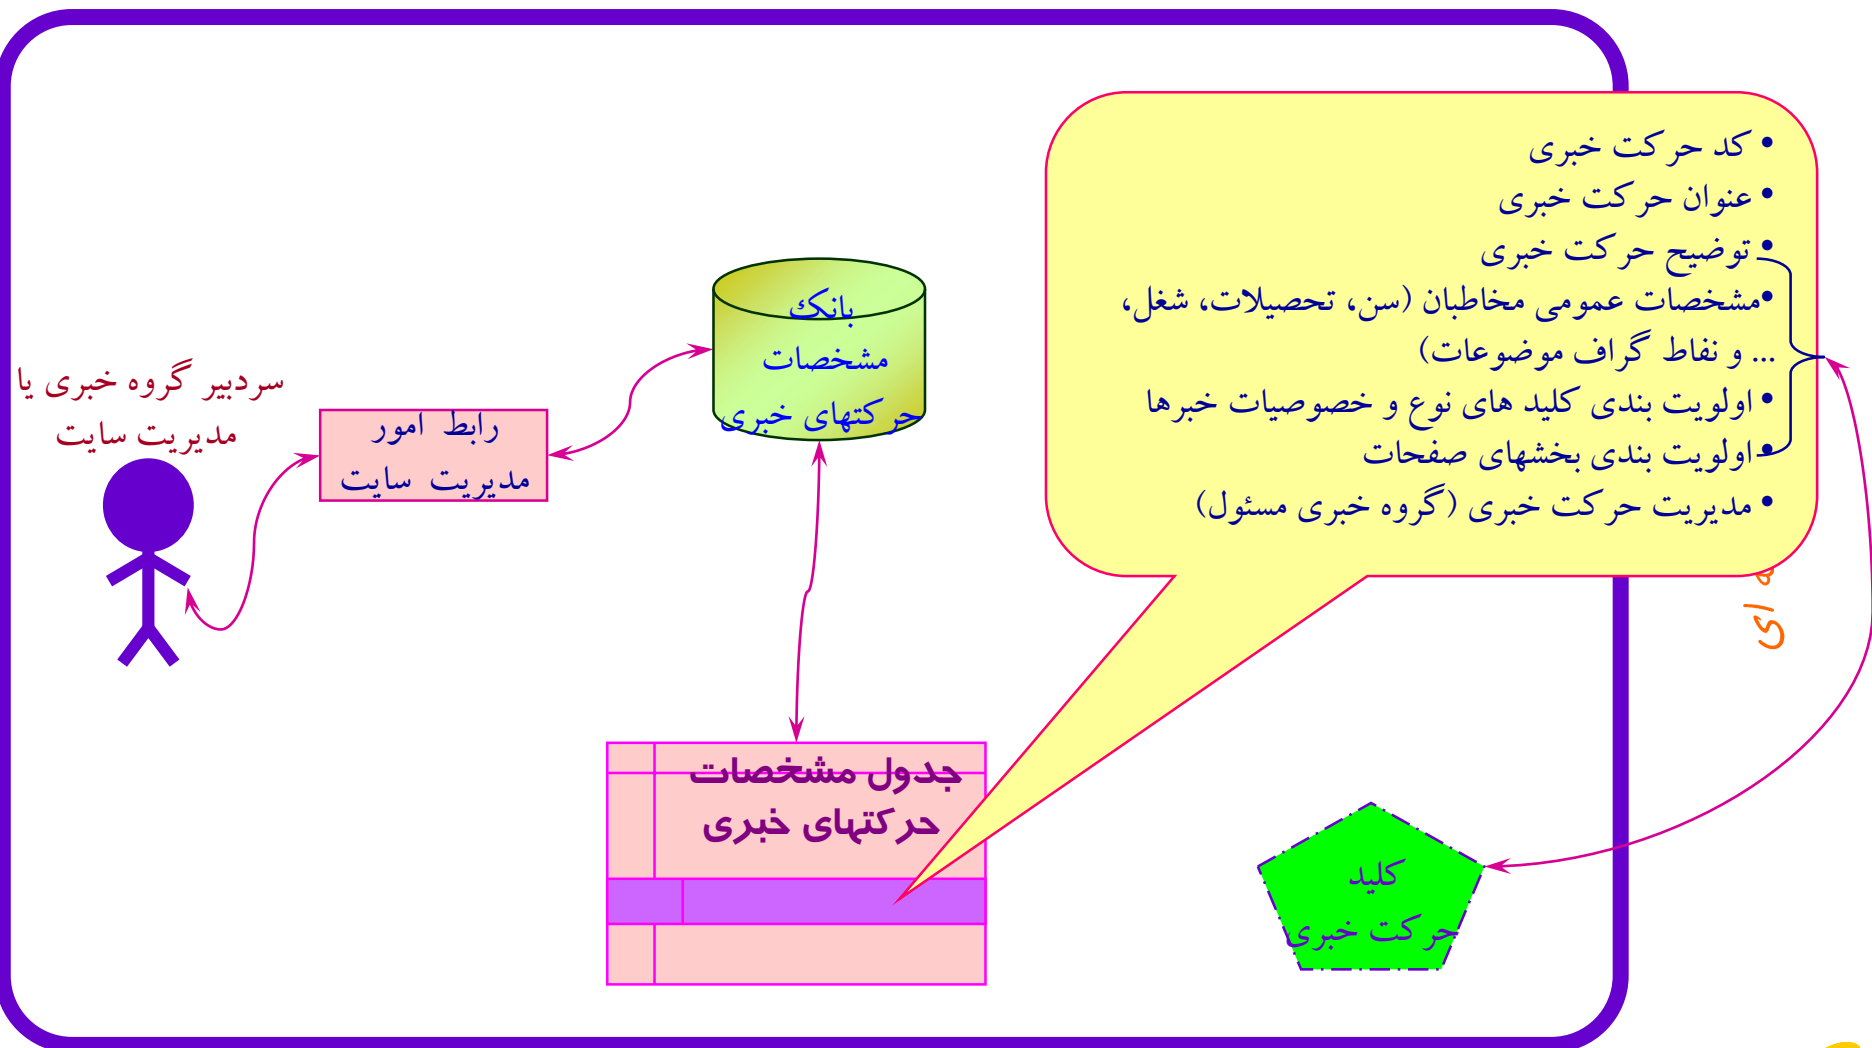 • کد حرکت خبری
• عنوان حرکت خبری
• توضیح حرکت خبری
•مشخصات عمومی مخاطبان (سن، تحصیلات، شغل،
... و نفاط گراف موضوعات)
• اولویت بندی کلید های نوع و خصوصیات خبرها
• اولویت بندی بخشهای صفحات
• مدیریت حرکت خبری (گروه خبری مسئول)
بانک
مشخصات
حرکتهای خبری
سردبیر گروه خبری یا
مدیریت سایت
رابط امور
مدیریت سایت
جدول مشخصات
حرکتهای خبری
کلید
حرکت خبری
ای